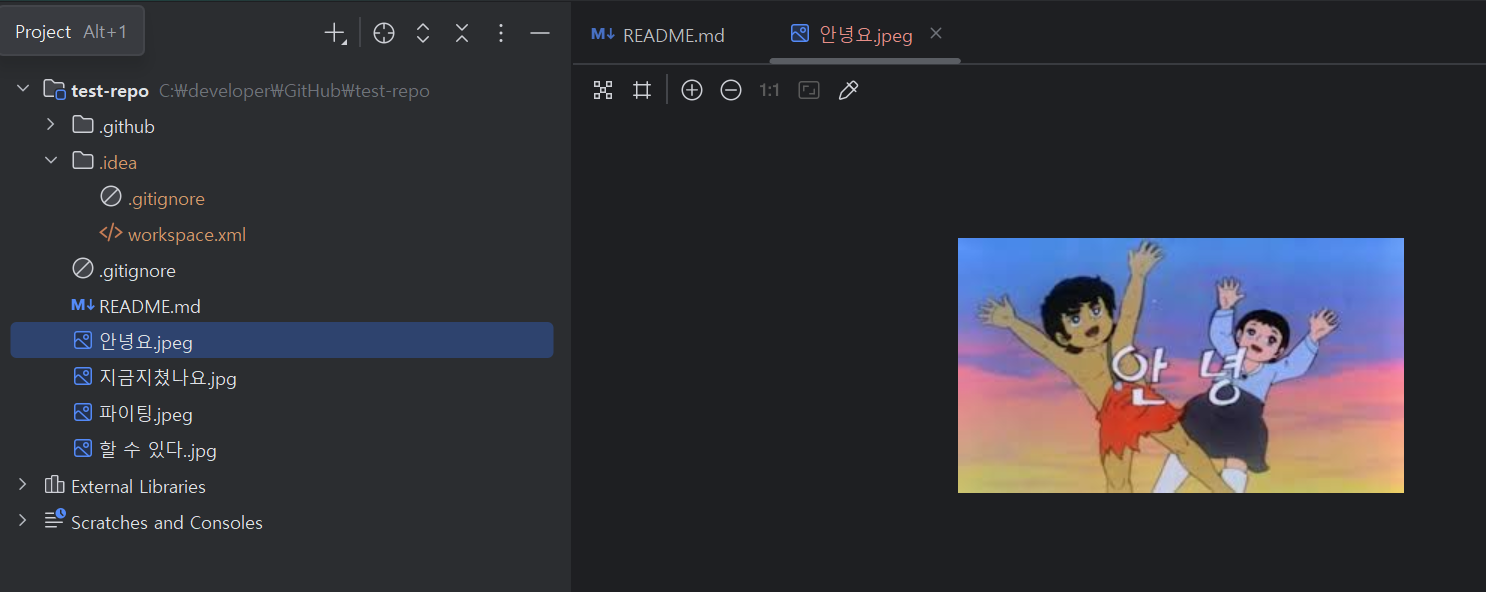 Project Alt+1
README.md
안녕요.jpeg
test-repo C:₩developer₩GitHub₩test-repo
1:1
.github
.idea
.gitignore
workspace.xml
.gitignore
M↓ README.md
안녕요.jpeg
지금지쳤나요.jpg
파이팅.jpeg
할 수 있다..jpg
External Libraries
Scratches and Consoles
안 녕